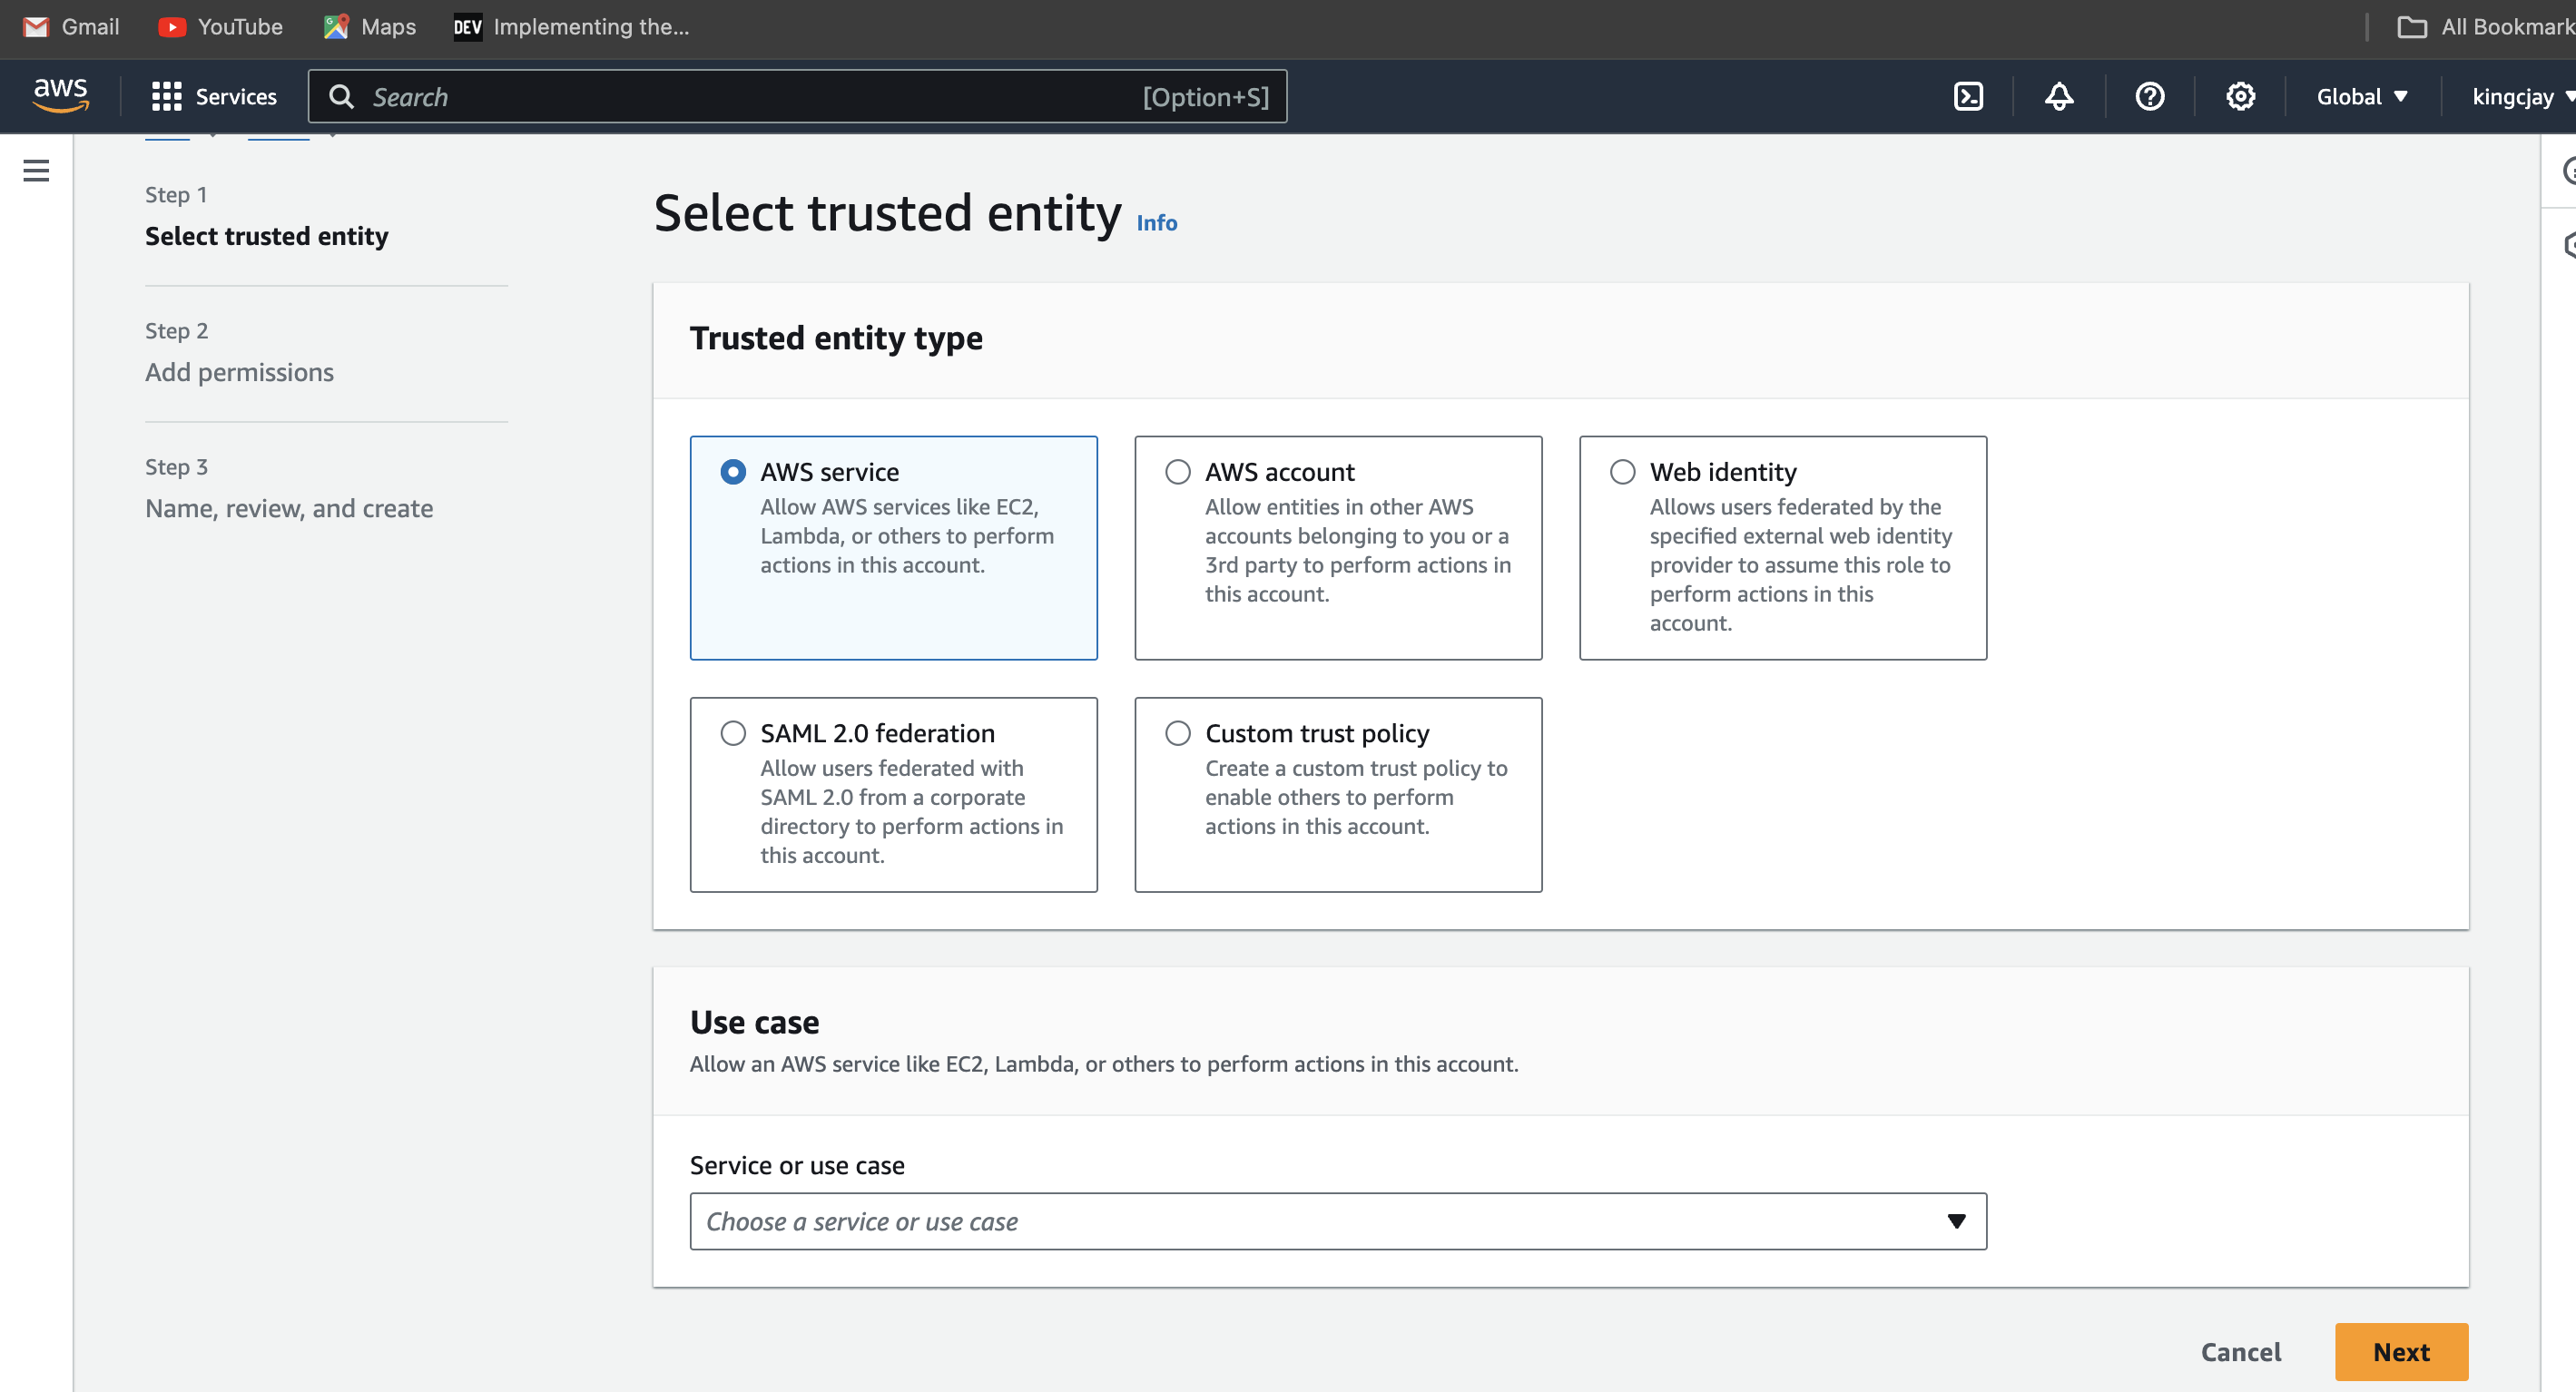 Gmail
YouTube
Maps
DEV
Implementing the...
All Bookmark
aws
Services
Search
[Option+S]
Global
kingcjay
Step 1
Select trusted entity
Step 2
Add permissions
Step 3
Name, review, and create
Select trusted entity Info
Trusted entity type
AWS service
Allow AWS services like EC2,
Lambda, or others to perform
actions in this account.
AWS account
Allow entities in other AWS
accounts belonging to you or a
3rd party to perform actions in
this account.
Web identity
Allows users federated by the
specified external web identity
provider to assume this role to
perform actions in this
account.
SAML 2.0 federation
Allow users federated with
SAML 2.0 from a corporate
directory to perform actions in
this account.
Custom trust policy
Create a custom trust policy to
enable others to perform
actions in this account.
Use case
Allow an AWS service like EC2, Lambda, or others to perform actions in this account.
Service or use case
Choose a service or use case
Cancel
Next